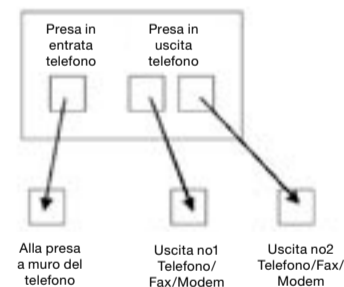 Presa in
entrata
telefono
Presa in
uscita
telefono
Alla presa
a muro del
telefono
Uscita no1
Telefono/
Fax/Modem
Uscita no2
Telefono/Fax/
Modem